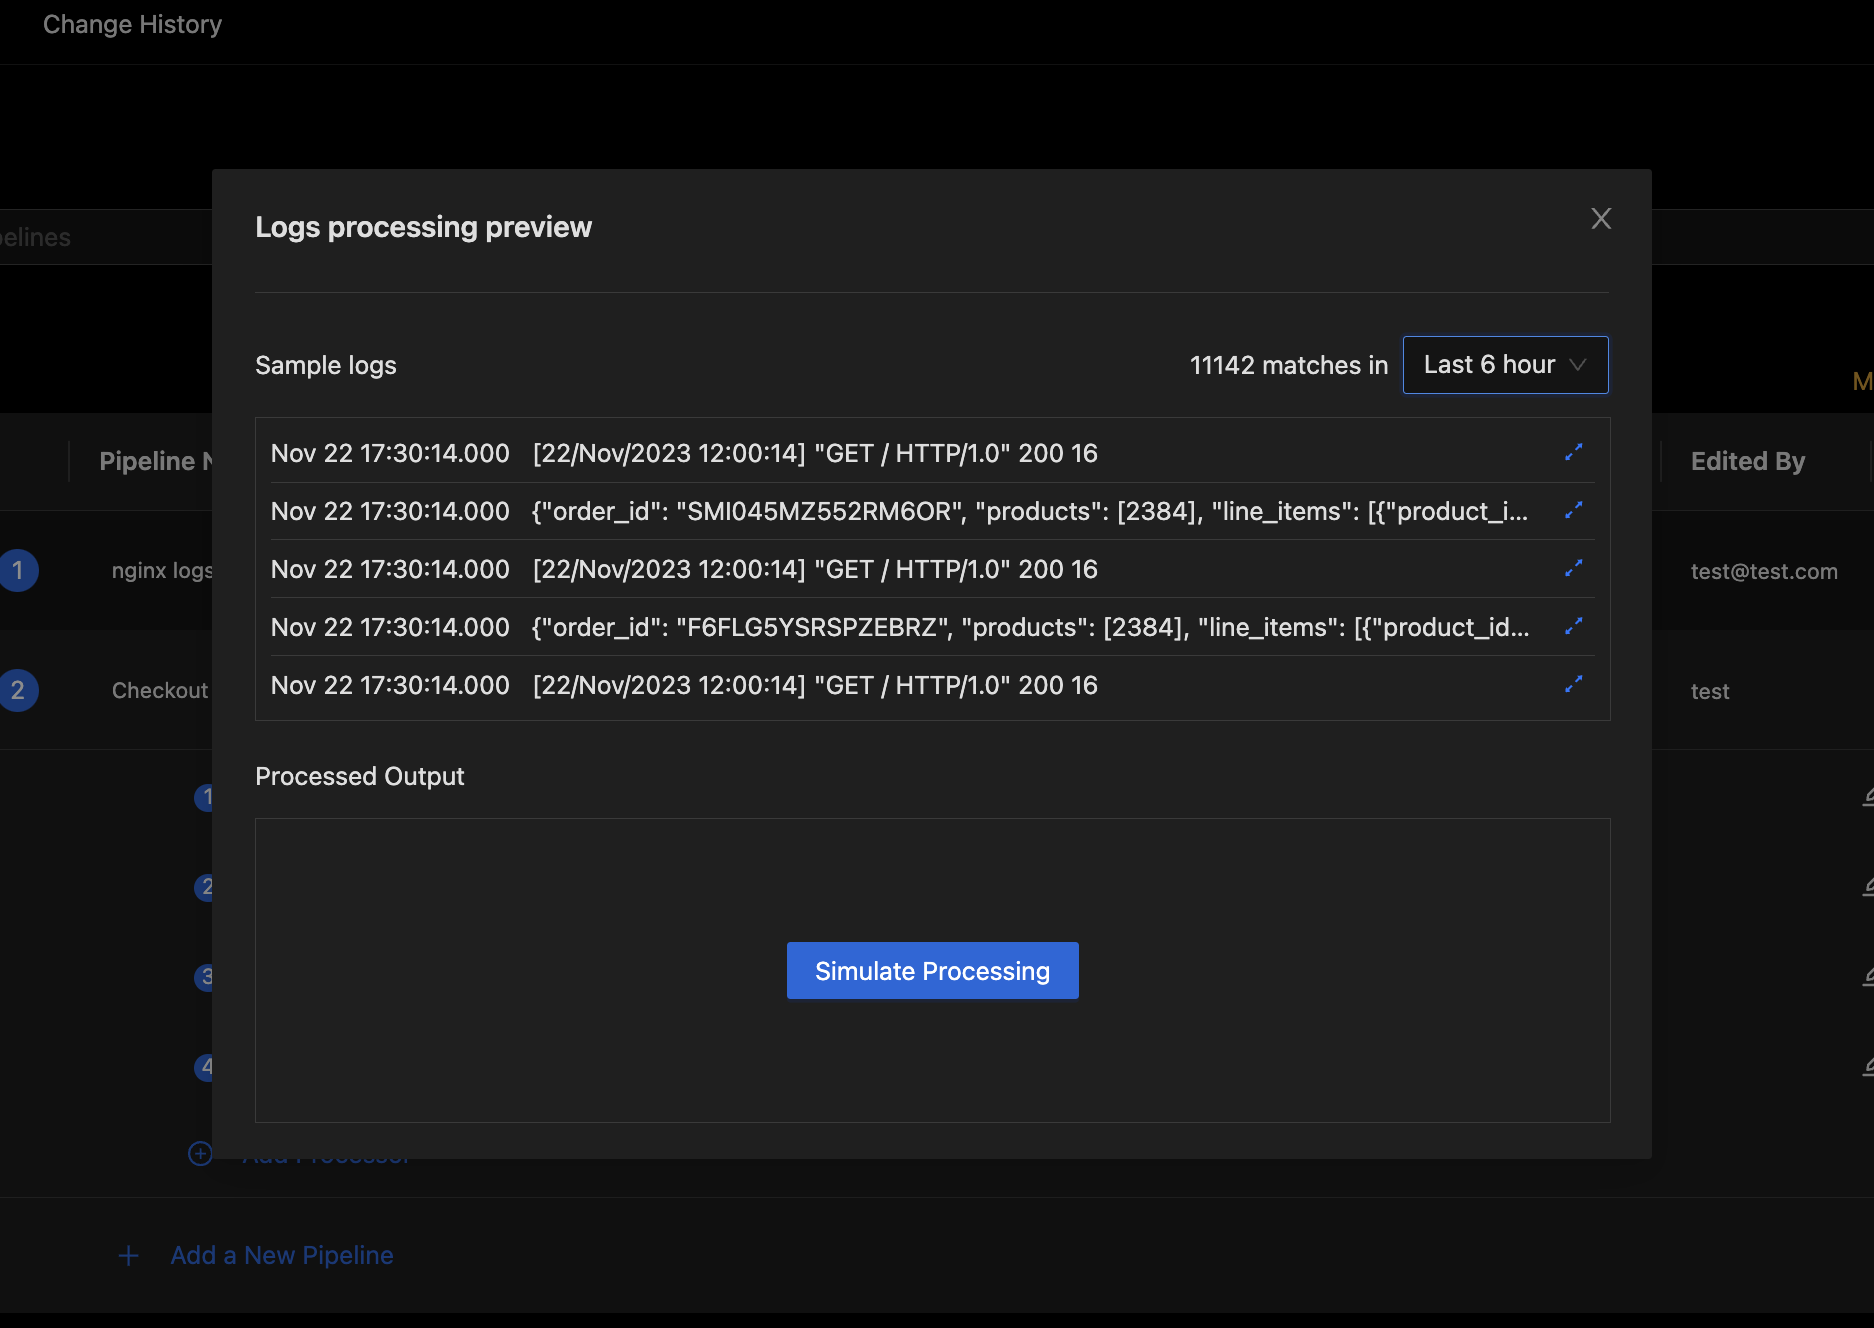 Change History
Logs processing preview
Sample logs
11142 matches in
Last 6 hour
Nov 22 17:30:14.000 [22/Nov/2023 12:00:14] "GET / HTTP/1.0" 200 16
Nov 22 17:30:14.000 {"order_id": "SMI045MZ552RM6OR", "products": [2384], "line_items": [{"product_i...
Nov 22 17:30:14.000 [22/Nov/2023 12:00:14] "GET / HTTP/1.0" 200 16
Nov 22 17:30:14.000 {"order_id": "F6FLG5YSRSPZEBRZ", "products": [2384], "line_items": [{"product_id...
Nov 22 17:30:14.000 [22/Nov/2023 12:00:14] "GET / HTTP/1.0" 200 16
Processed Output
Simulate Processing
elines
M
Pipeline N
Edited By
1 nginx logs
test@test.com
2 Checkout
test
1
2
3
4
Add Processor
Add a New Pipeline